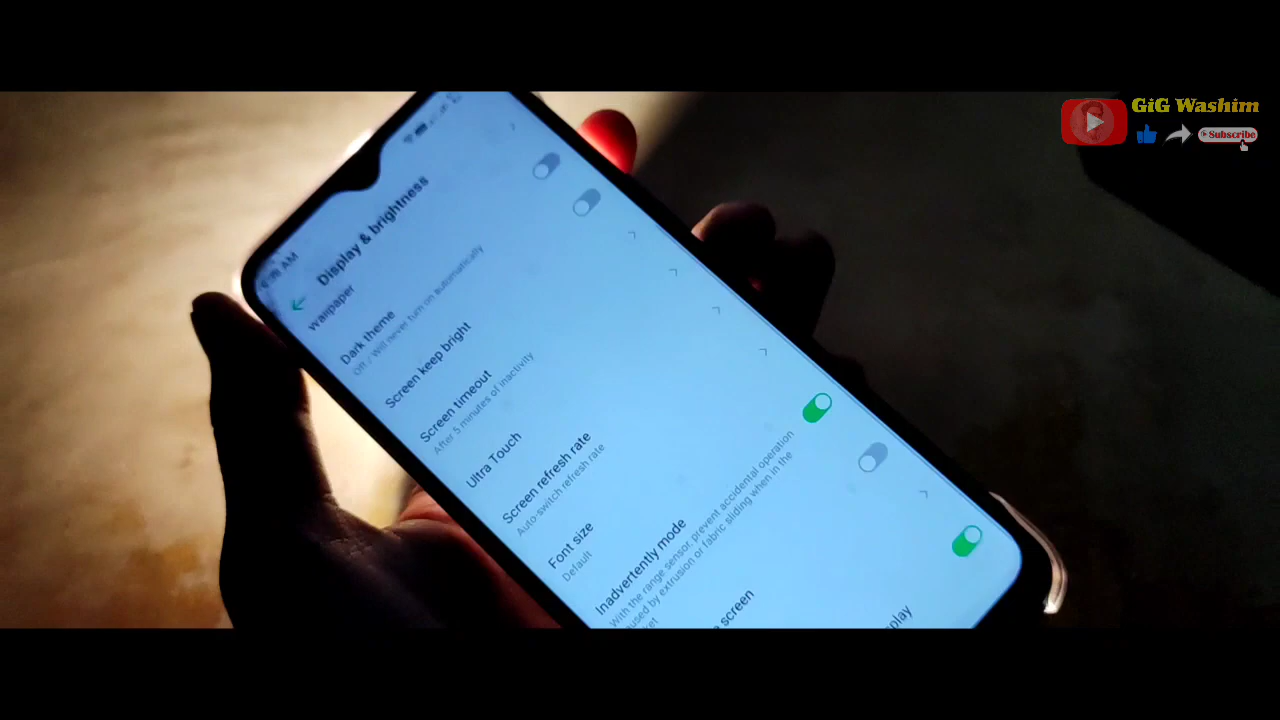 GiG Washim
Subscribe
AM
Display & brightness
Wallpaper
Dark theme
Off / Will never turn on automatically
Screen keep bright
Screen timeout
After 5 minutes of inactivity
Ultra Touch
Screen refresh rate
Auto-switch refresh rate
Font size
Default
Inadvertently mode
With the range sensor, prevent accidental operation
caused by extrusion or fabric sliding when in the
screen